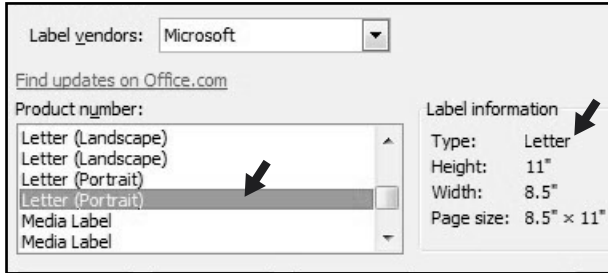 Label vendors: Microsoft
Find updates on Office.com
Product number:
Letter (Landscape)
Letter (Landscape)
Letter (Portrait)
Letter (Portrait)
Media Label
Media Label
Label information
Type: Letter
Height: 11"
Width: 8.5"
Page size: 8.5" × 11"